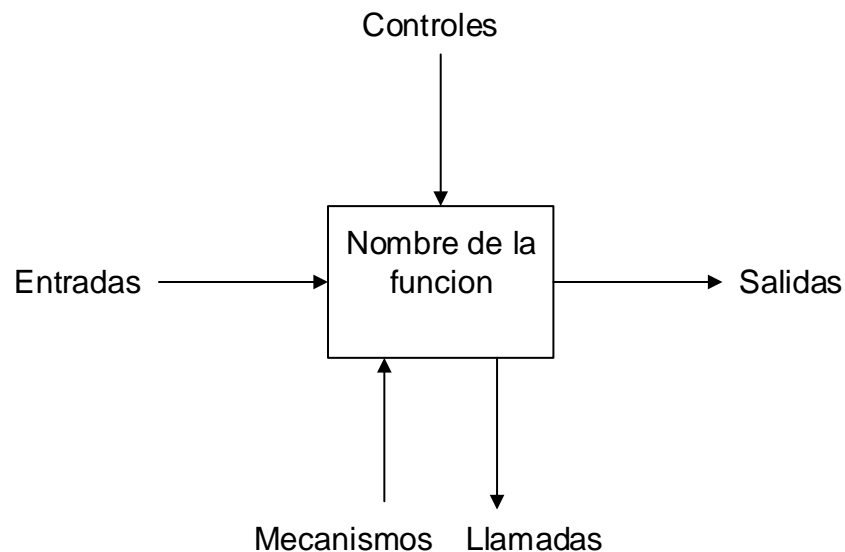 Controles
Nombre de la
funcion
Entradas
Salidas
Mecanismos
Llamadas